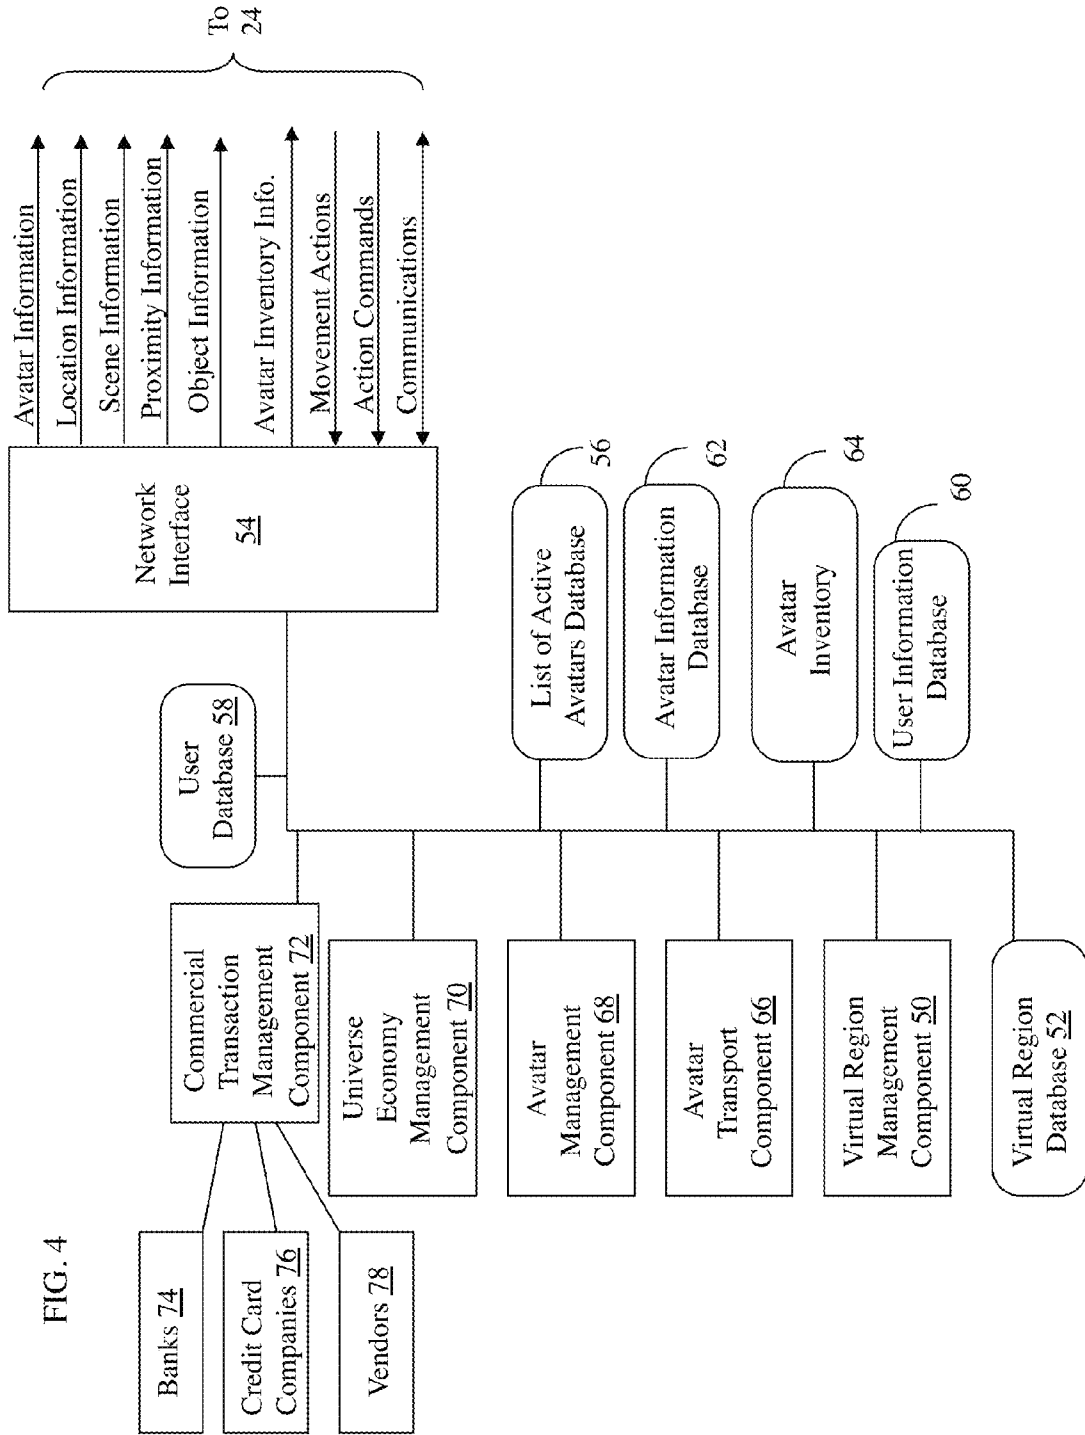 FIG. 4
Banks 74
Credit Card
Companies 76
Vendors 78
Commercial
Transaction
Management
Component 72
Universe
Economy
Management
Component 70
Avatar
Management
Component 68
Avatar
Transport
Component 66
Virtual Region
Management
Component 50
Virtual Region
Database 52
User
Database 58
List of Active
Avatars Database
56
Avatar Information
Database
62
Avatar
Inventory
64
User Information
Database
60
Network
Interface
54
Avatar Information
Location Information
Scene Information
Proximity Information
Object Information
Avatar Inventory Info.
Movement Actions
Action Commands
Communications
To
24